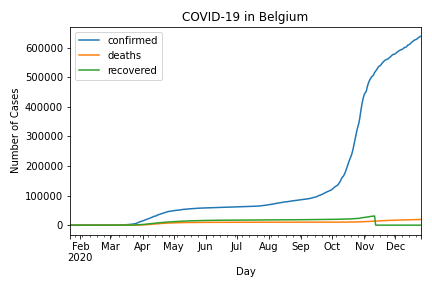 COVID-19 in Belgium
confirmed
deaths
recovered
Number of Cases
600000
500000
400000
300000
200000
100000
0
Feb Mar Apr May Jun Jul Aug Sep Oct Nov Dec
2020
Day